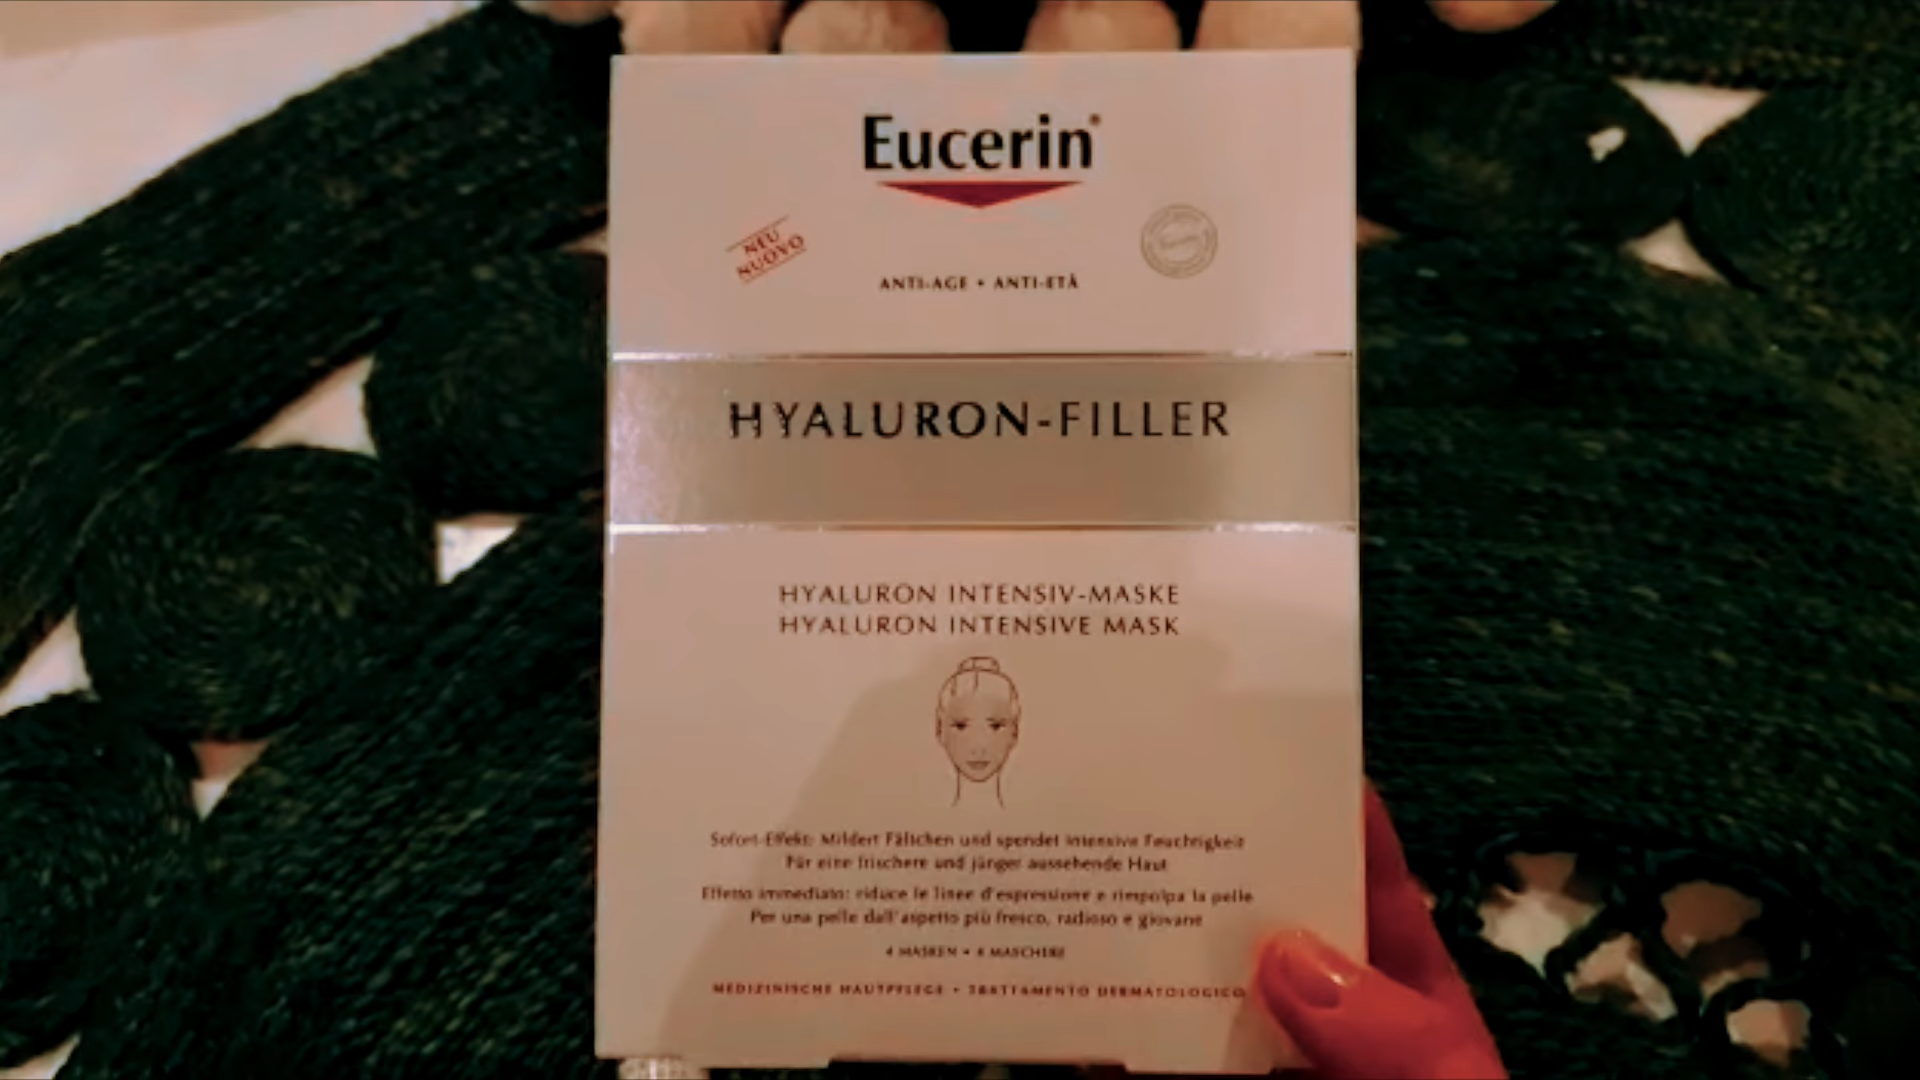 Eucerin®
NEU
NUOVO
ANTI-AGE • ANTI-ETÀ
HYALURON-FILLER
HYALURON INTENSIV-MASKE
HYALURON INTENSIVE MASK
Sofort-Effekt: Mildert Fältchen und spendet intensive Feuchtigkeit
Für eine frischere und jünger aussehende Haut
Effetto immediato: riduce le linee d'espressione e rimpolpa la pelle
Per una pelle dall'aspetto più fresco, radioso e giovane
4 MASKEN • 4 MASCHERE
MEDIZINISCHE HAUTPFLEGE • TRATTAMENTO DERMATOLOGICO